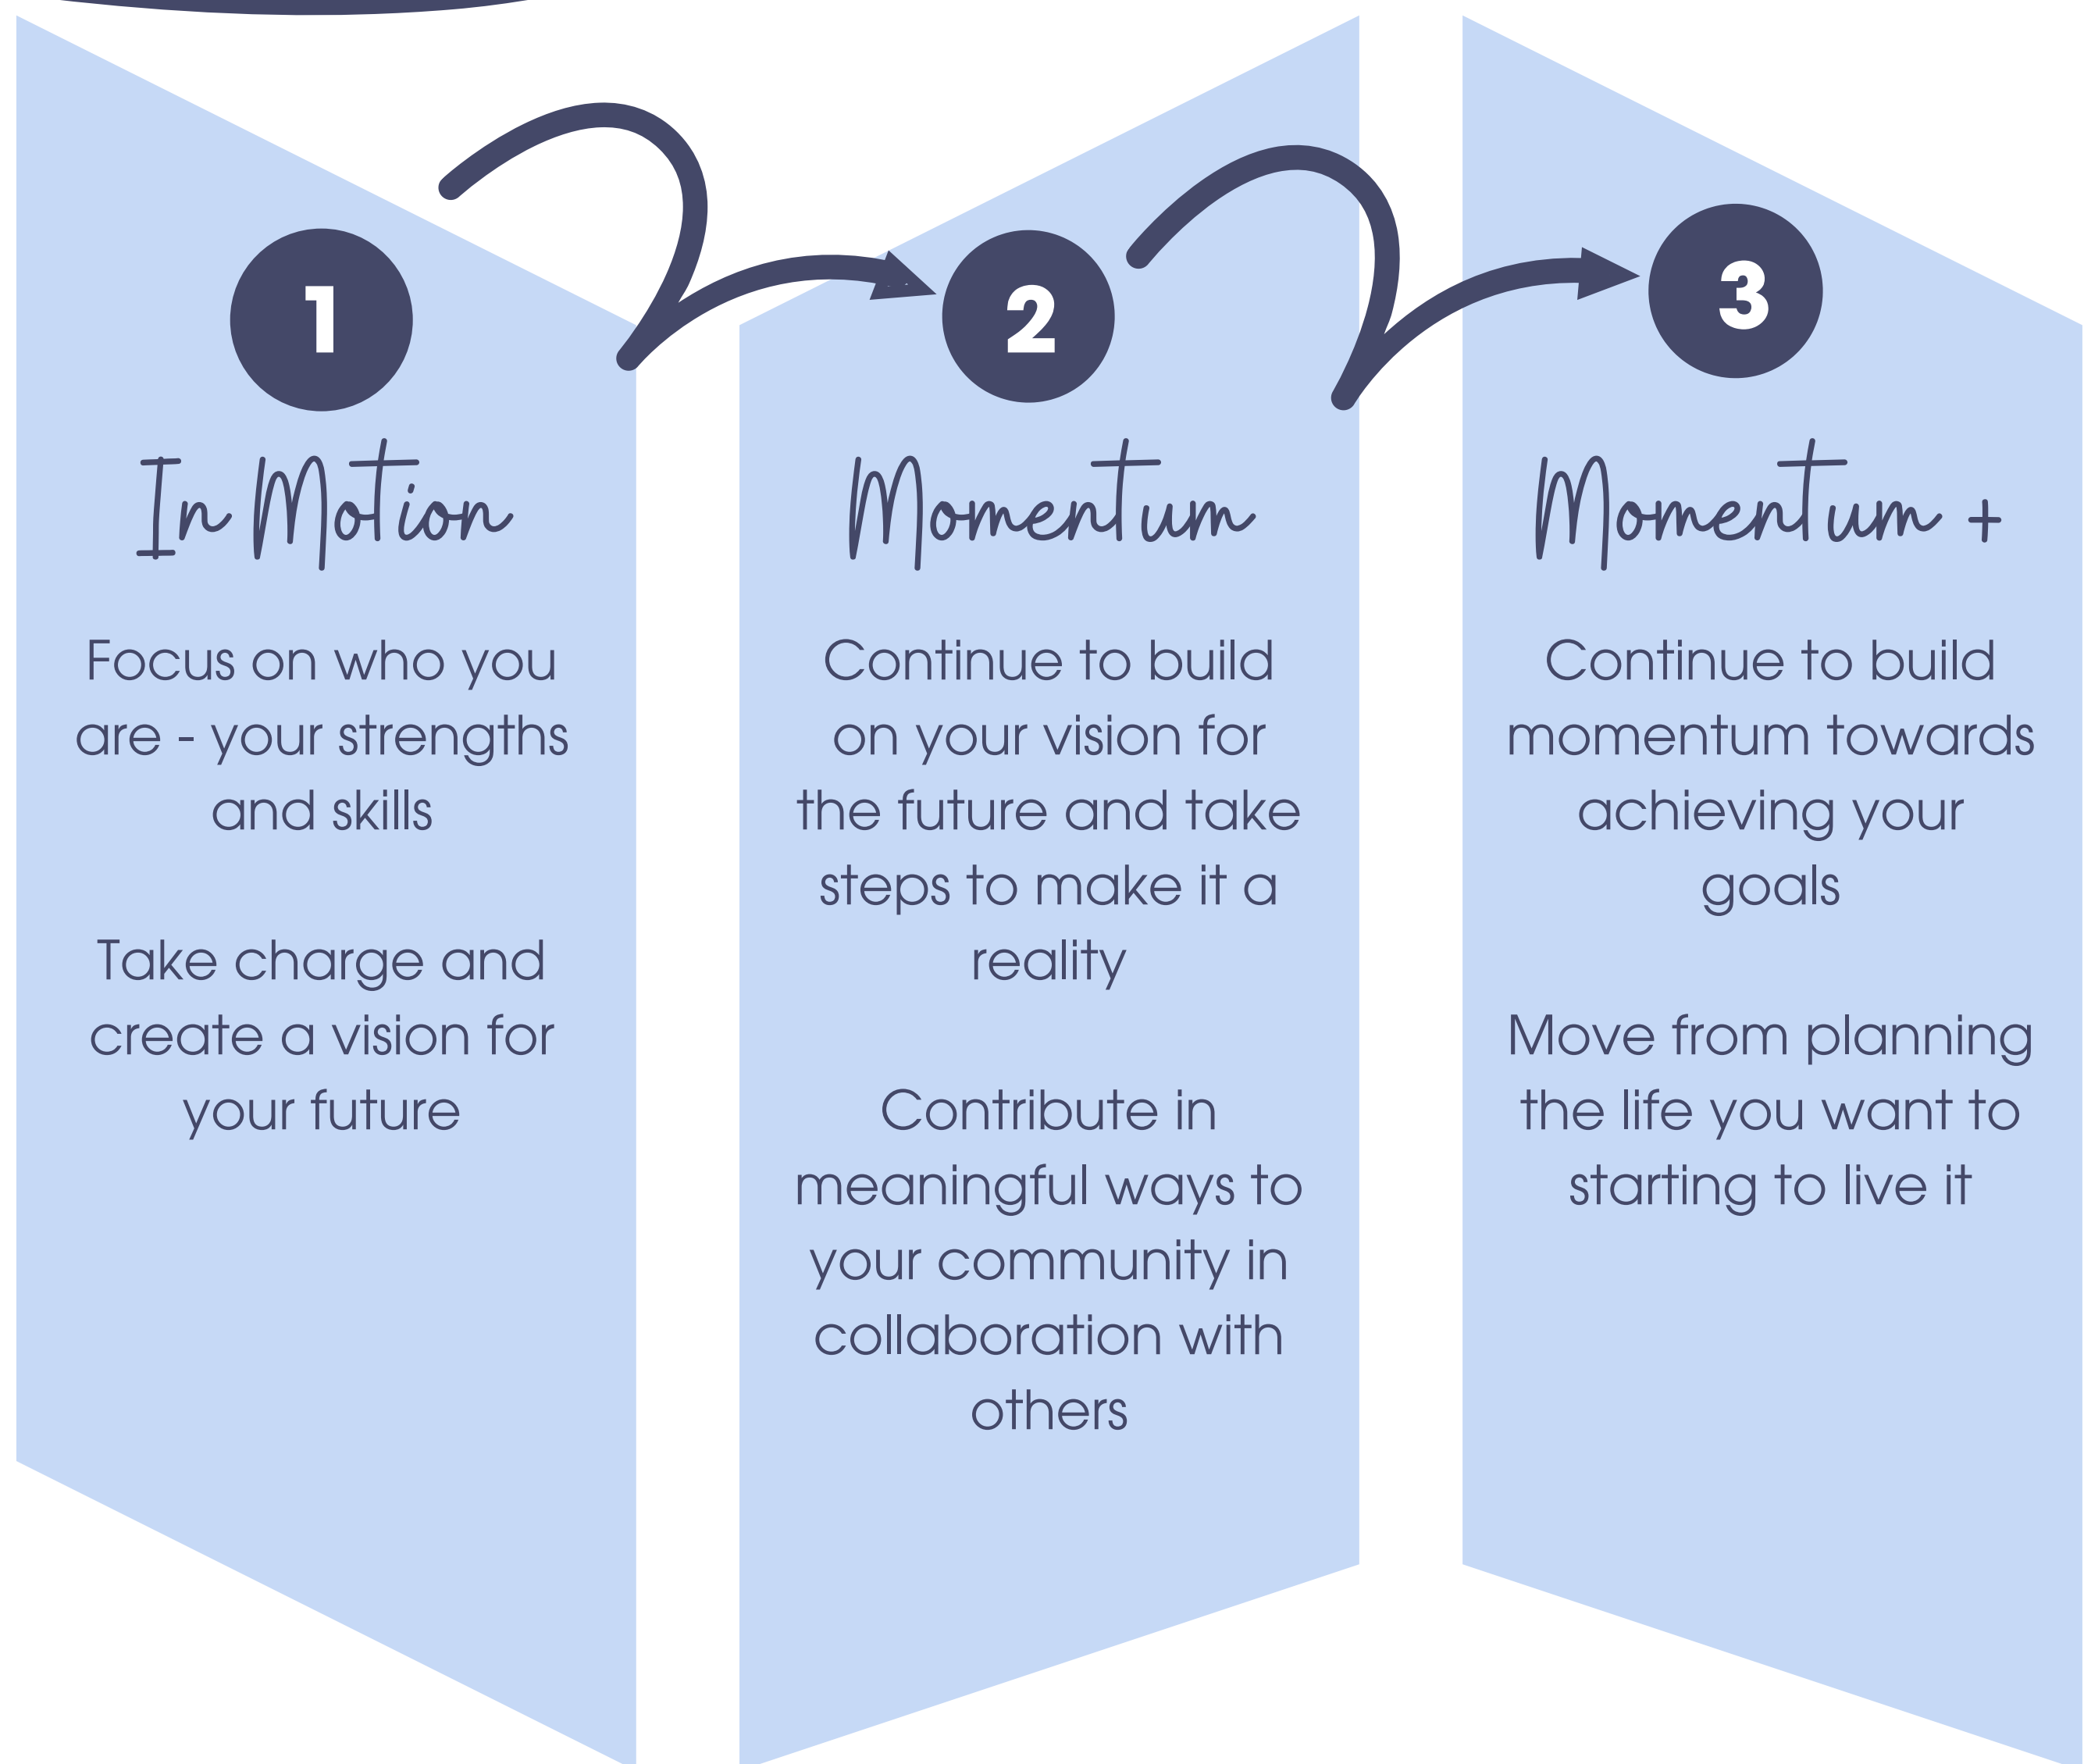 1
In Motion
Focus on who you
are - your strengths
and skills
Take charge and
create a vision for
your future
2
Momentum
Continue to build
on your vision for
the future and take
steps to make it a
reality
Contribute in
meaningful ways to
your community in
collaboration with
others
3
Momentum +
Continue to build
momentum towards
achieving your
goals
Move from planning
the life you want to
starting to live it